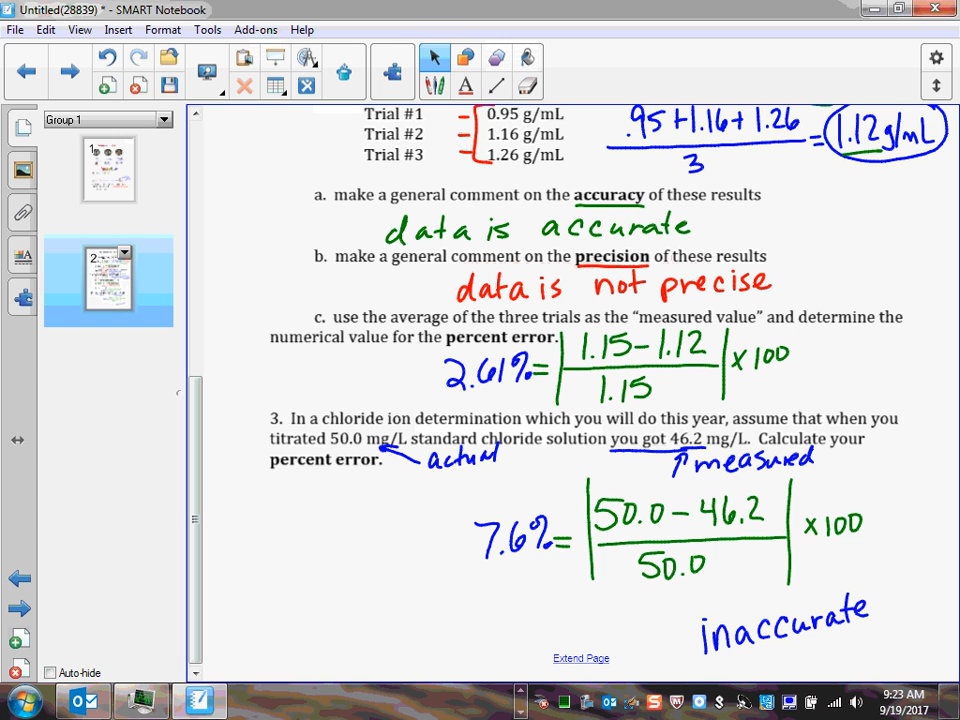 Untitled(28839) * - SMART Notebook
File Edit View Insert Format Tools Add-ons Help
Group 1
1
2
Auto-hide
Trial #1 = 0.95 g/mL
Trial #2 = 1.16 g/mL
Trial #3 = 1.26 g/mL
.95 + 1.16 + 1.26
3
= 1.12 g/mL
a. make a general comment on the accuracy of these results
data is accurate
b. make a general comment on the precision of these results
data is not precise
c. use the average of the three trials as the “measured value” and determine the
numerical value for the percent error.
2.61% = | 1.15 - 1.12 | x 100
1.15
3. In a chloride ion determination which you will do this year, assume that when you
titrated 50.0 mg/L standard chloride solution you got 46.2 mg/L. Calculate your
percent error.
actual
measured
7.6% = | 50.0 - 46.2 | x 100
50.0
inaccurate
Extend Page
9:23 AM
9/19/2017